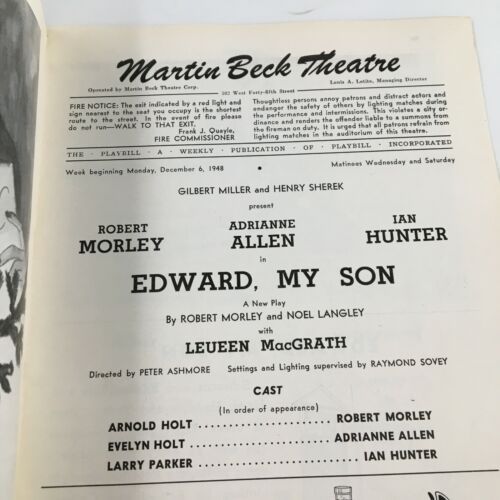 Martin Beck Theatre
Operated by Martin Beck Theatre Corp. 302 West Forty-fifth Street Louis A. Lotito, Managing Director
FIRE NOTICE: The exit indicated by a red light and
sign nearest to the seat you occupy is the shortest
route to the street. In the event of fire please
do not run—WALK TO THAT EXIT.
Frank J. Quayle,
FIRE COMMISSIONER
Thoughtless persons annoy patrons and distract actors and
endanger the safety of others by lighting matches during
the performance and intermissions. This violates a city or-
dinance and renders the offender liable to a summons from
the fireman on duty. It is urged that all patrons refrain from
lighting matches in the auditorium of this theatre.
THE PLAYBILL • A WEEKLY PUBLICATION OF PLAYBILL INCORPORATED
Week beginning Monday, December 6, 1948 • Matinees Wednesday and Saturday
GILBERT MILLER and HENRY SHEREK
present
ROBERT MORLEY ADRIANNE ALLEN IAN HUNTER
in
EDWARD, MY SON
A New Play
By ROBERT MORLEY and NOEL LANGLEY
with
LEUEEN MacGRATH
Directed by PETER ASHMORE Settings and Lighting supervised by RAYMOND SOVEY
CAST
(In order of appearance)
ARNOLD HOLT .................... ROBERT MORLEY
EVELYN HOLT .................... ADRIANNE ALLEN
LARRY PARKER .................... IAN HUNTER